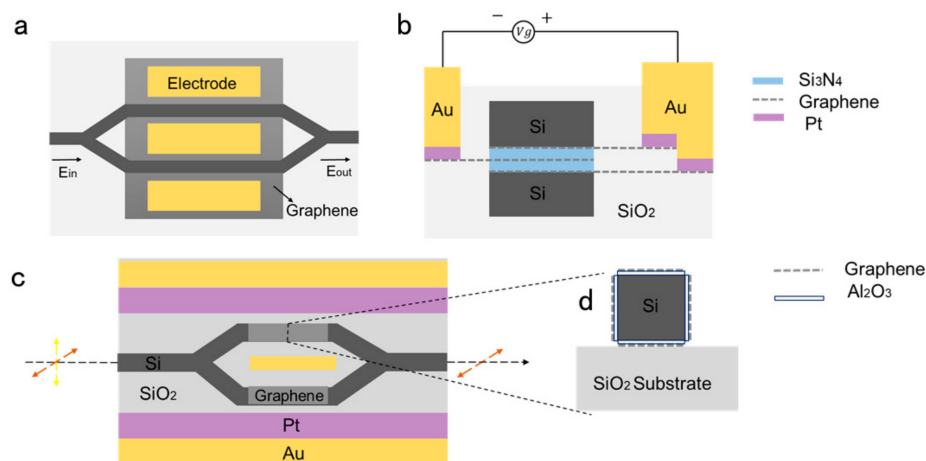 a
Electrode
Ein
Eout
Graphene
b
− Vg +
Au
Au
Si
Si
SiO2
Si3N4
Graphene
Pt
c
Si
SiO2
Graphene
Pt
Au
d
Si
SiO2 Substrate
Graphene
Al2O3